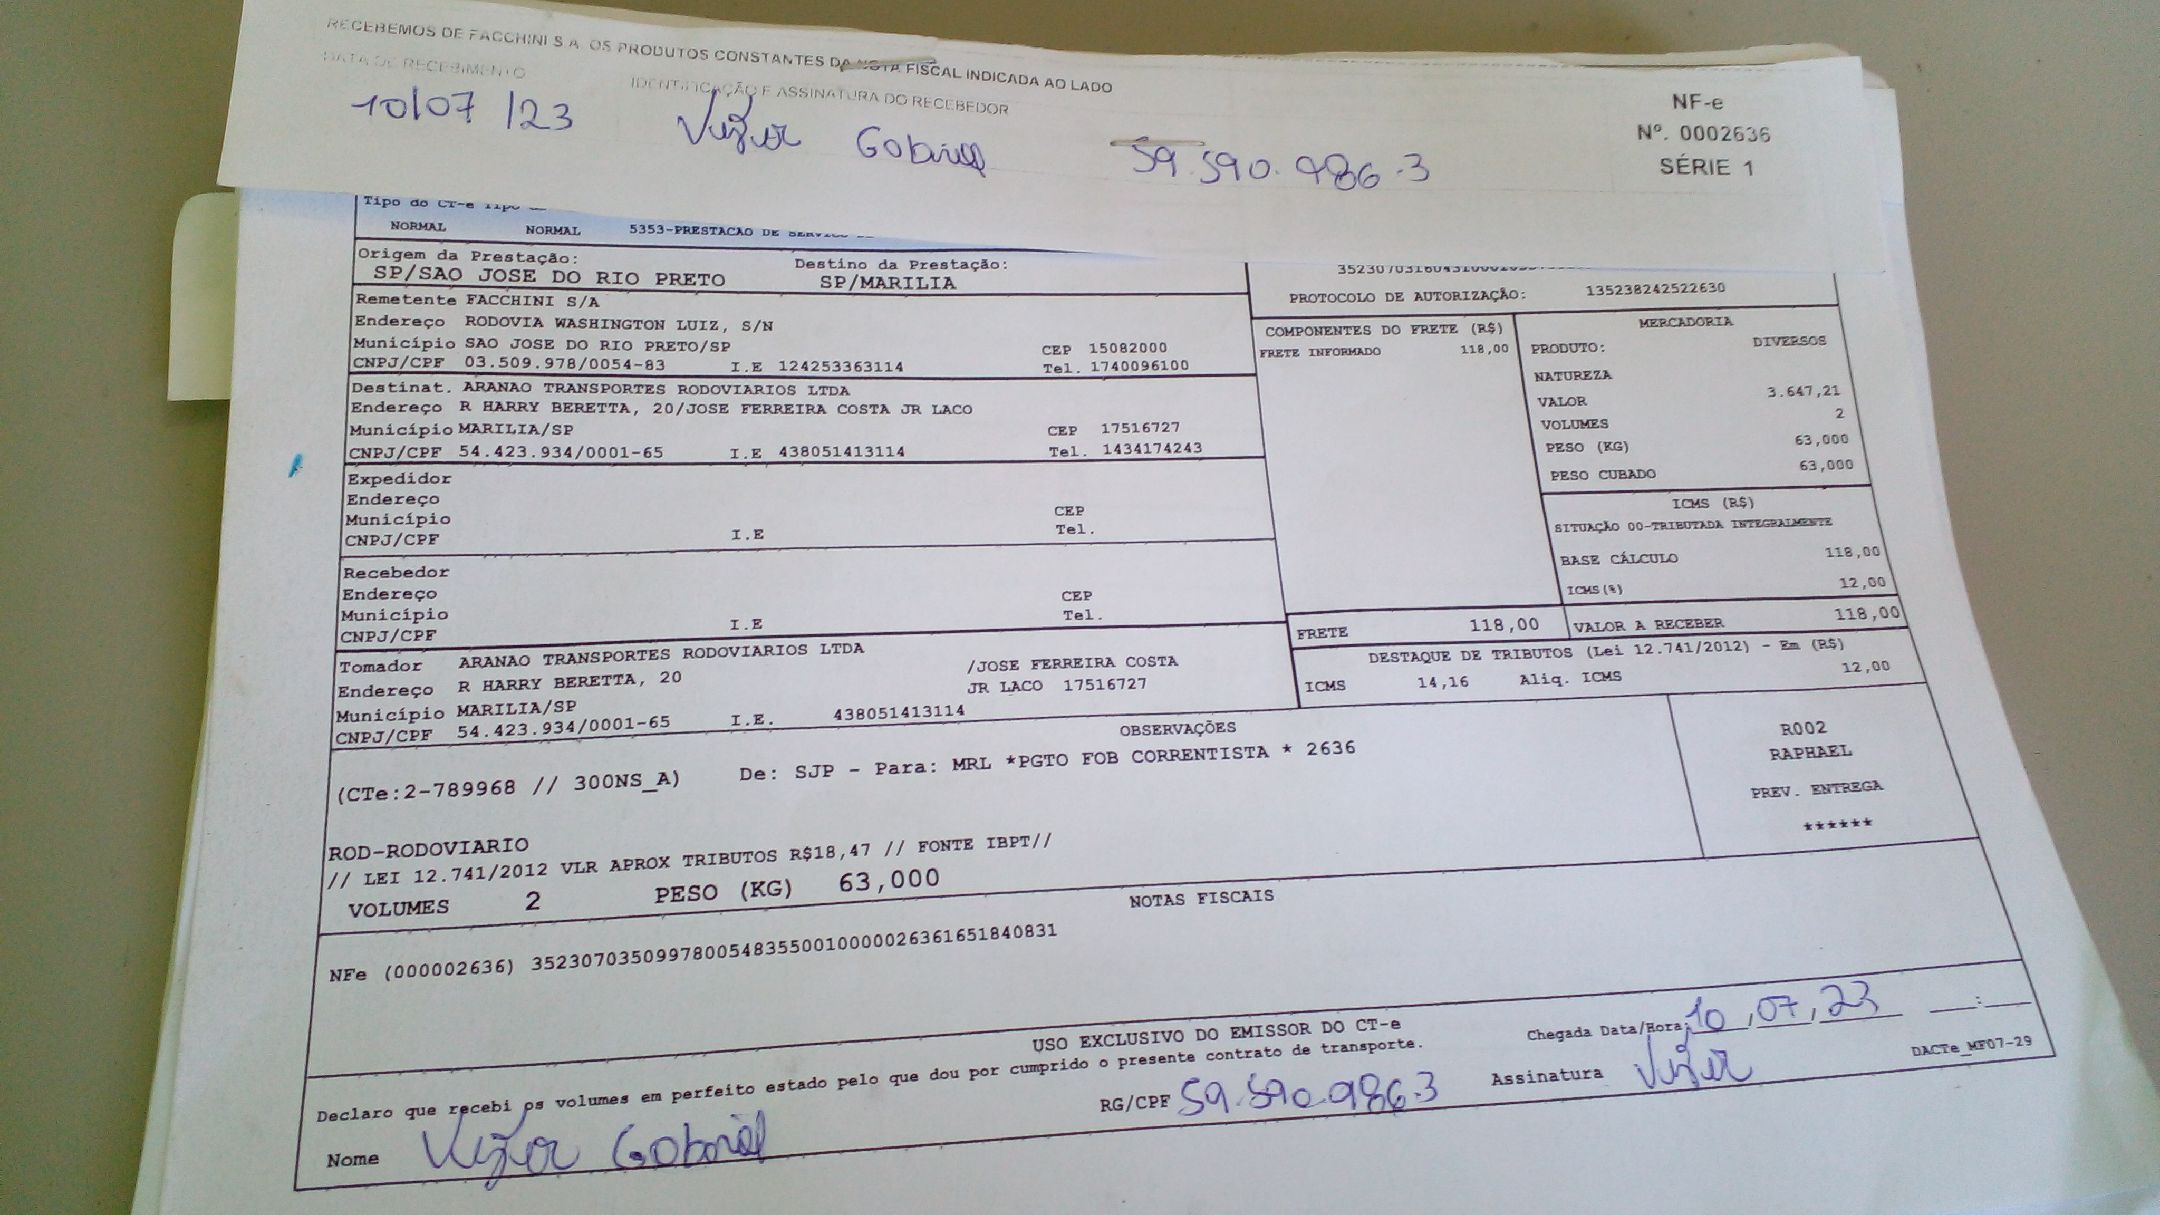 RECEBEMOS DE FACCHINI S.A. OS PRODUTOS CONSTANTES DA NOTA FISCAL INDICADA AO LADO
DATA DE RECEBIMENTO IDENTIFICAÇÃO E ASSINATURA DO RECEBEDOR
10/07/23 59.590.986-3
NF-e
Nº. 0002636
SÉRIE 1
Tipo do CT-e
NORMAL NORMAL 5353-PRESTACAO DE
Origem da Prestação: Destino da Prestação:
SP/SAO JOSE DO RIO PRETO SP/MARILIA
PROTOCOLO DE AUTORIZAÇÃO: 135238242522630
Remetente FACCHINI S/A
Endereço RODOVIA WASHINGTON LUIZ, S/N
Município SAO JOSE DO RIO PRETO/SP CEP 15082000
CNPJ/CPF 03.509.978/0054-83 I.E 124253363114 Tel. 1740096100
Destinat. ARANAO TRANSPORTES RODOVIARIOS LTDA
Endereço R HARRY BERETTA, 20/JOSE FERREIRA COSTA JR LACO
Município MARILIA/SP CEP 17516727
CNPJ/CPF 54.423.934/0001-65 I.E 438051413114 Tel. 1434174243
Expedidor
Endereço
Município CEP
CNPJ/CPF I.E Tel.
Recebedor
Endereço CEP
Município Tel.
CNPJ/CPF I.E
Tomador ARANAO TRANSPORTES RODOVIARIOS LTDA
Endereço R HARRY BERETTA, 20 /JOSE FERREIRA COSTA
JR LACO 17516727
Município MARILIA/SP
CNPJ/CPF 54.423.934/0001-65 I.E. 438051413114
COMPONENTES DO FRETE (R$)
FRETE INFORMADO 118,00
MERCADORIA
PRODUTO: DIVERSOS
NATUREZA
VALOR 3.647,21
VOLUMES 2
PESO (KG) 63,000
PESO CUBADO 63,000
ICMS (R$)
SITUAÇÃO 00-TRIBUTADA INTEGRALMENTE
BASE CÁLCULO 118,00
ICMS(%) 12,00
FRETE 118,00 VALOR A RECEBER 118,00
DESTAQUE DE TRIBUTOS (Lei 12.741/2012) - Em (R$)
ICMS 14,16 Aliq. ICMS 12,00
OBSERVAÇÕES
(CTe:2-789968 // 300NS_A) De: SJP - Para: MRL *PGTO FOB CORRENTISTA * 2636
R002
RAPHAEL
PREV. ENTREGA
******
ROD-RODOVIARIO
// LEI 12.741/2012 VLR APROX TRIBUTOS R$18,47 // FONTE IBPT//
VOLUMES 2 PESO (KG) 63,000
NOTAS FISCAIS
NFe (000002636) 35230703509978005483550010000026361651840831
USO EXCLUSIVO DO EMISSOR DO CT-e
Chegada Data/Hora: 10,07,23 __:__
Declaro que recebi os volumes em perfeito estado pelo que dou por cumprido o presente contrato de transporte.
DACTe_MF07-29
Nome RG/CPF 59.590.986-3 Assinatura